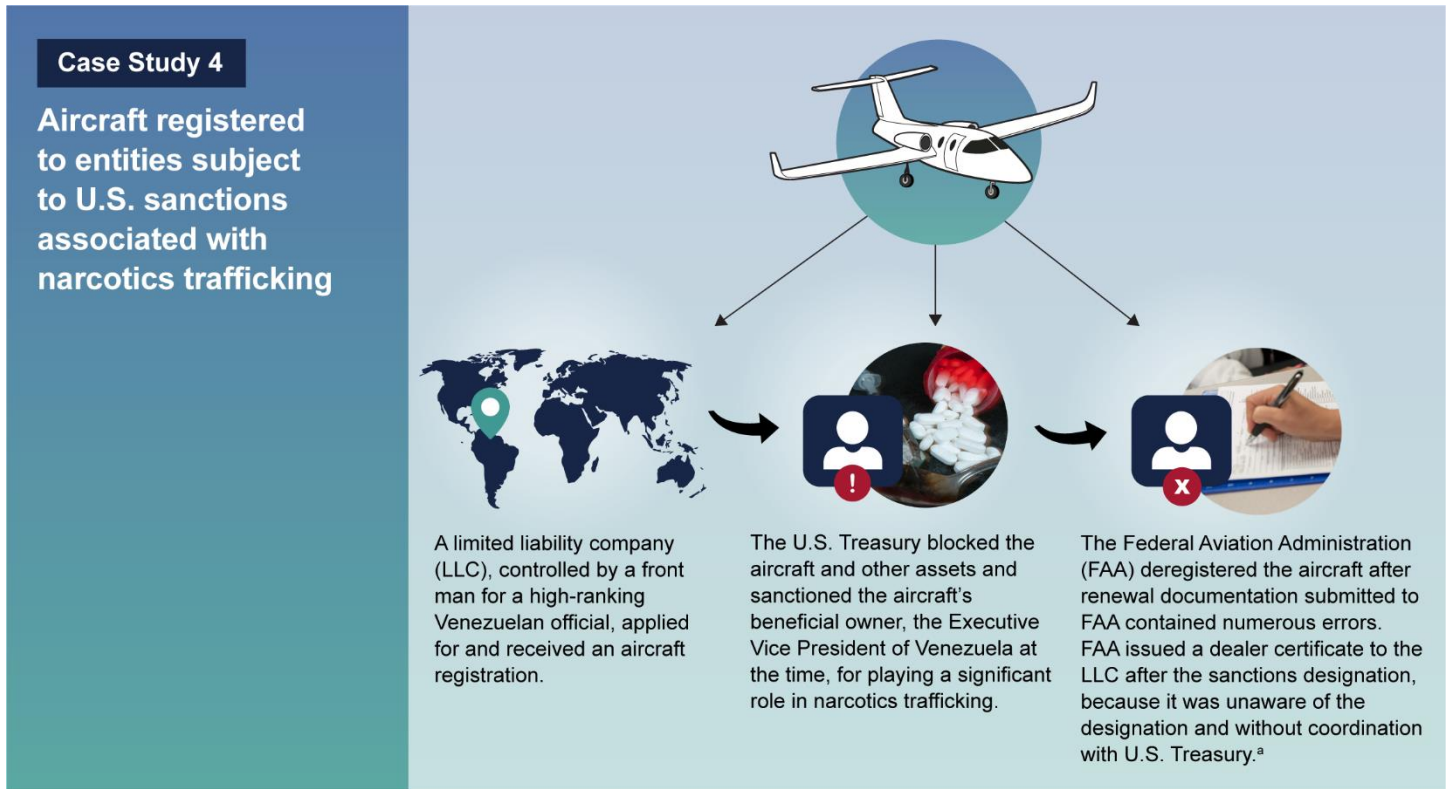 Case Study 4
Aircraft registered
to entities subject
to U.S. sanctions
associated with
narcotics trafficking
A limited liability company
(LLC), controlled by a front
man for a high-ranking
Venezuelan official, applied
for and received an aircraft
registration.
The U.S. Treasury blocked the
aircraft and other assets and
sanctioned the aircraft’s
beneficial owner, the Executive
Vice President of Venezuela at
the time, for playing a significant
role in narcotics trafficking.
The Federal Aviation Administration
(FAA) deregistered the aircraft after
renewal documentation submitted to
FAA contained numerous errors.
FAA issued a dealer certificate to the
LLC after the sanctions designation,
because it was unaware of the
designation and without coordination
with U.S. Treasury.ᵃ